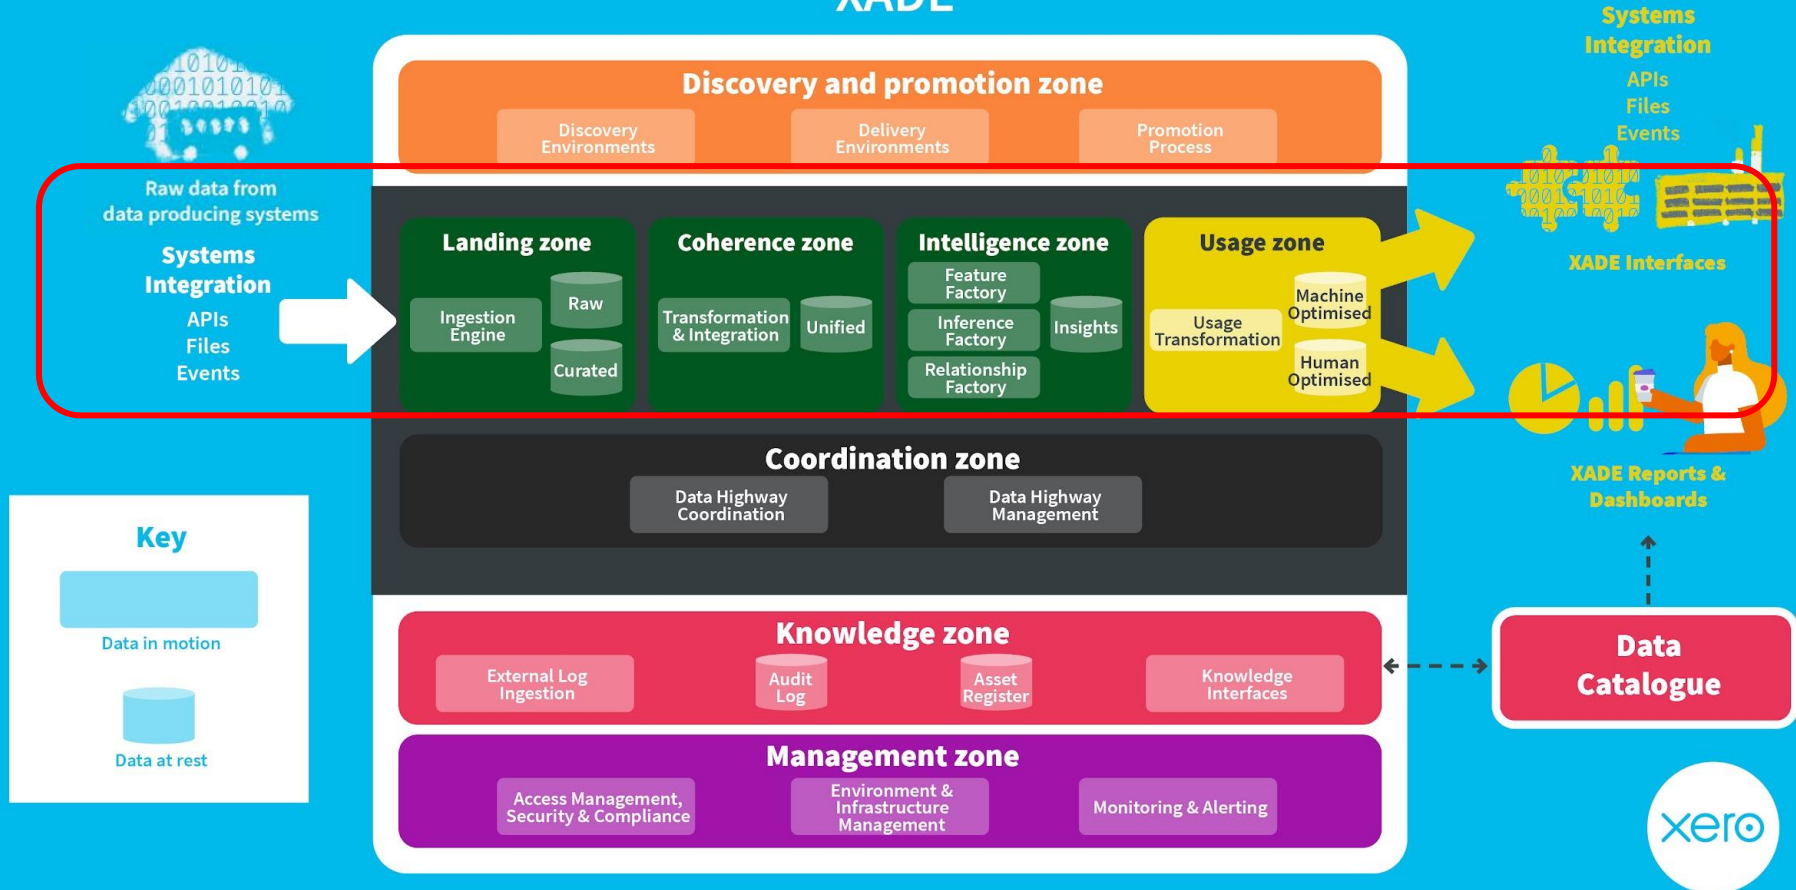 XADE
Discovery and promotion zone
Discovery
Environments
Delivery
Environments
Promotion
Process
Raw data from
data producing systems
Systems
Integration
APIs
Files
Events
Landing zone
Ingestion
Engine
Raw
Curated
Coherence zone
Transformation
& Integration
Unified
Intelligence zone
Feature
Factory
Inference
Factory
Relationship
Factory
Insights
Usage zone
Usage
Transformation
Machine
Optimised
Human
Optimised
Systems
Integration
APIs
Files
Events
XADE Interfaces
XADE Reports &
Dashboards
Coordination zone
Data Highway
Coordination
Data Highway
Management
Key
Data in motion
Data at rest
Knowledge zone
External Log
Ingestion
Audit
Log
Asset
Register
Knowledge
Interfaces
Data
Catalogue
Management zone
Access Management,
Security & Compliance
Environment &
Infrastructure
Management
Monitoring & Alerting
xero